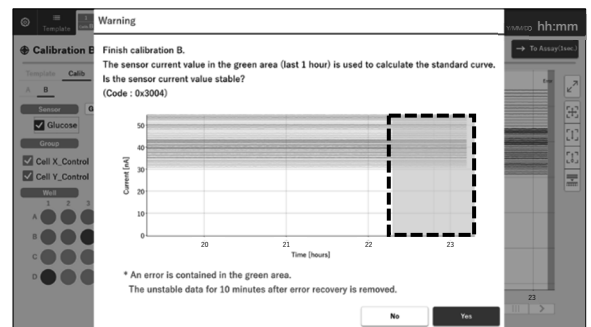 Template
Warning
YY/MM/DD hh:mm
Calibration B
→ To Assay(3sec.)
Template Calib
A B
Sensor
Glucose
Group
Cell X_Control
Cell Y_Control
Well
1 2 3
A
B
C
D
Finish calibration B.
The sensor current value in the green area (last 1 hour) is used to calculate the standard curve.
Is the sensor current value stable?
(Code : 0x3004)
Current [nA]
50
40
30
20
10
0
20 21 22 23
Time [hours]
* An error is contained in the green area.
The unstable data for 10 minutes after error recovery is removed.
No Yes
23